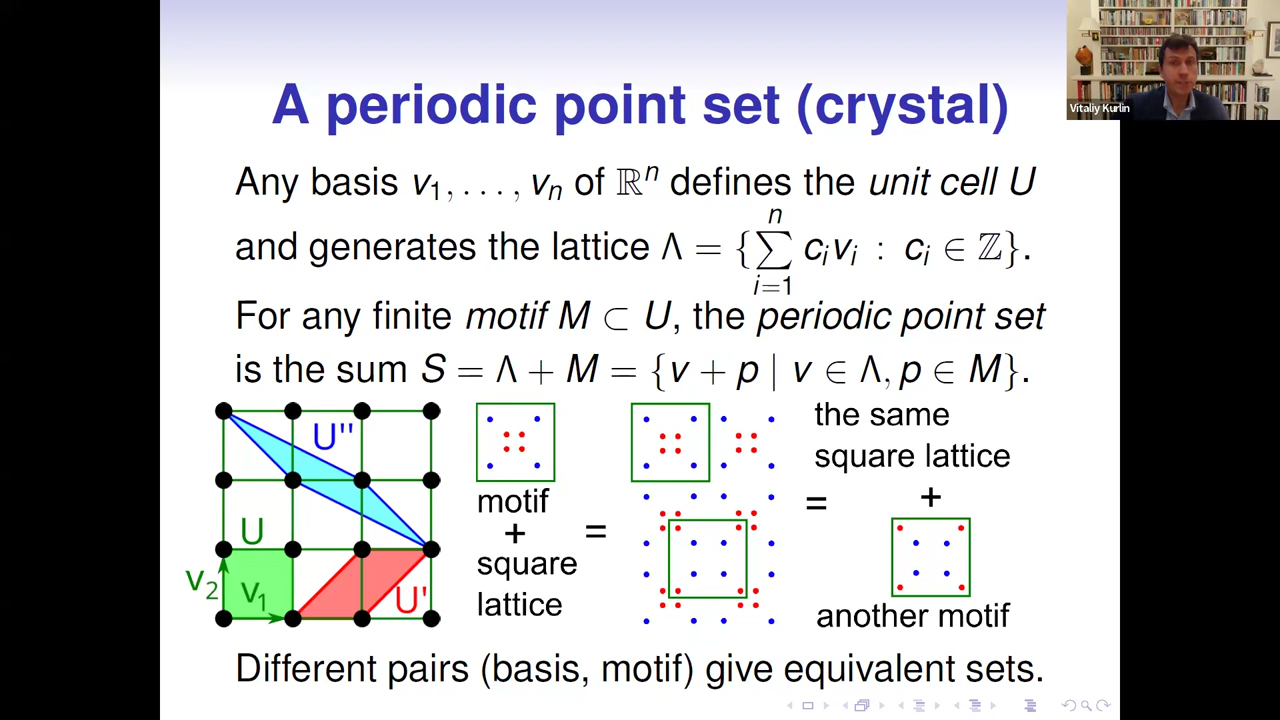 A periodic point set (crystal)
Vitaliy Kurlin
Any basis v₁, . . . , vₙ of ℝⁿ defines the unit cell U
and generates the lattice Λ = {∑ⁿᵢ₌₁ cᵢvᵢ : cᵢ ∈ ℤ}.
For any finite motif M ⊂ U, the periodic point set
is the sum S = Λ + M = {v + p | v ∈ Λ, p ∈ M}.
U''
U
v₂
v₁
U'
motif
+
square
lattice
=
=
the same
square lattice
+
another motif
Different pairs (basis, motif) give equivalent sets.